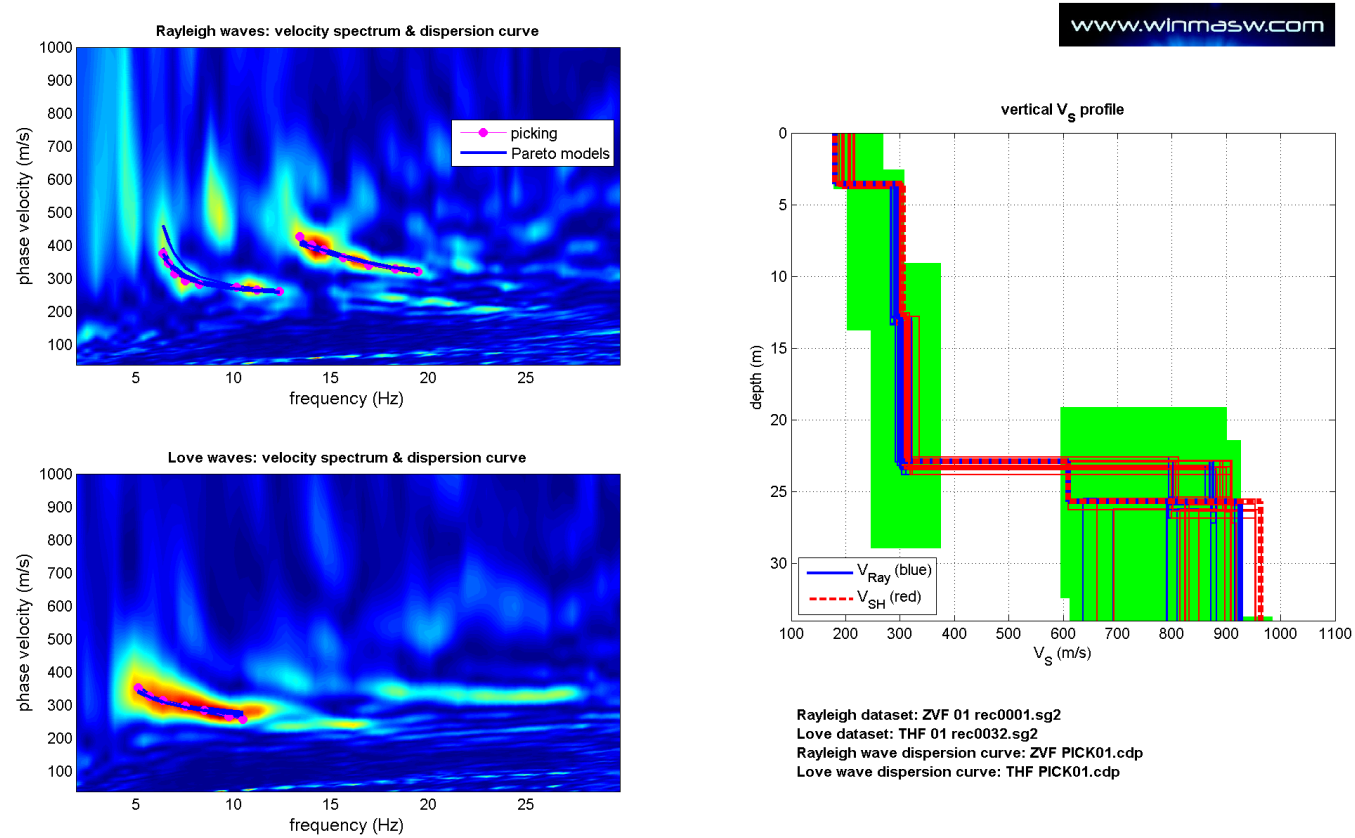 www.winmasw.com
Rayleigh waves: velocity spectrum & dispersion curve
1000
900
800
700
600
500
400
300
200
100
phase velocity (m/s)
picking
Pareto models
5
10
15
20
25
frequency (Hz)
Love waves: velocity spectrum & dispersion curve
1000
900
800
700
600
500
400
300
200
100
phase velocity (m/s)
5
10
15
20
25
frequency (Hz)
vertical VS profile
0
5
10
15
20
25
30
depth (m)
VRay (blue)
VSH (red)
100
200
300
400
500
600
700
800
900
1000
1100
VS (m/s)
Rayleigh dataset: ZVF 01 rec0001.sg2
Love dataset: THF 01 rec0032.sg2
Rayleigh wave dispersion curve: ZVF PICK01.cdp
Love wave dispersion curve: THF PICK01.cdp